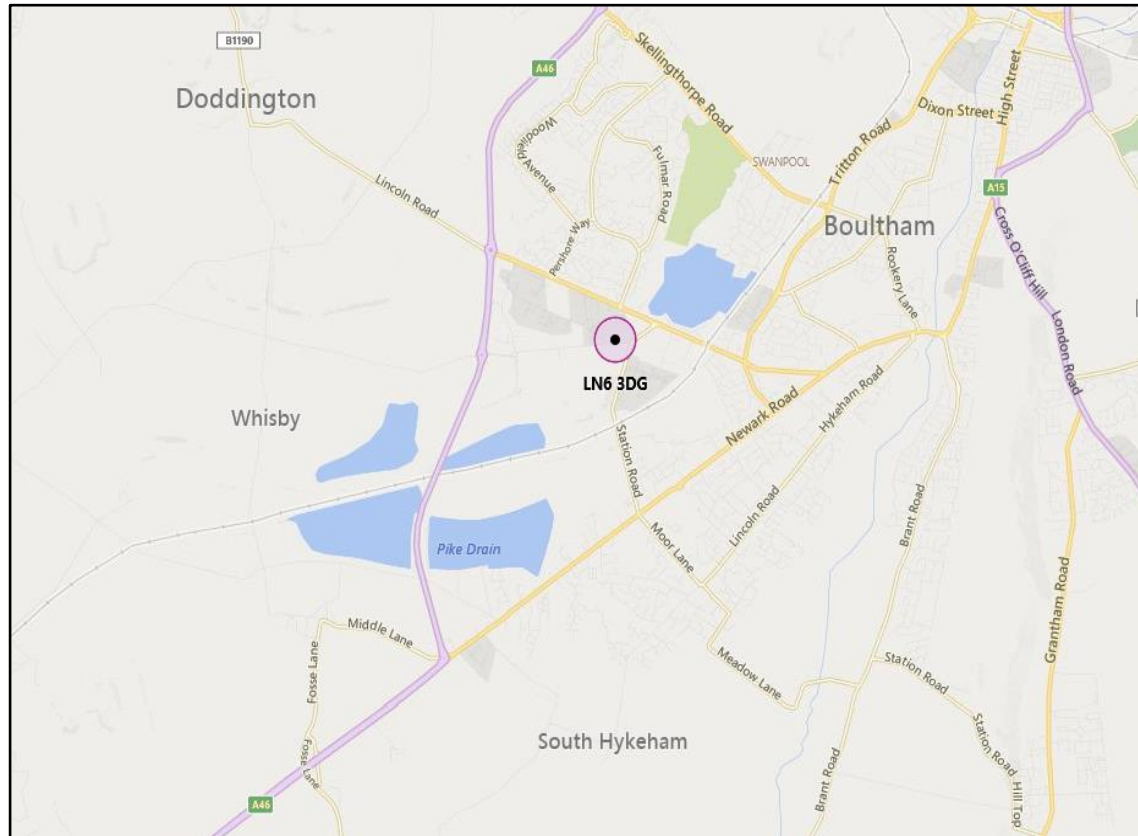 B1190
A46
Skellingthorpe Road
High Street
Doddington
Dixon Street
Woodfield Avenue
Tritton Road
Fulmar Road
SWANPOOL
Lincoln Road
A15
Pershore Way
Boultham
Cross O'Cliff Hill
Rookery Lane
London Road
LN6 3DG
Whisby
Newark Road
Hykeham Road
Station Road
Lincoln Road
Brant Road
Pike Drain
Moor Lane
Grantham Road
Middle Lane
Fosse Lane
Meadow Lane
Station Road
South Hykeham
Station Road
Fosse Lane
Brant Road
Hill Top
A46